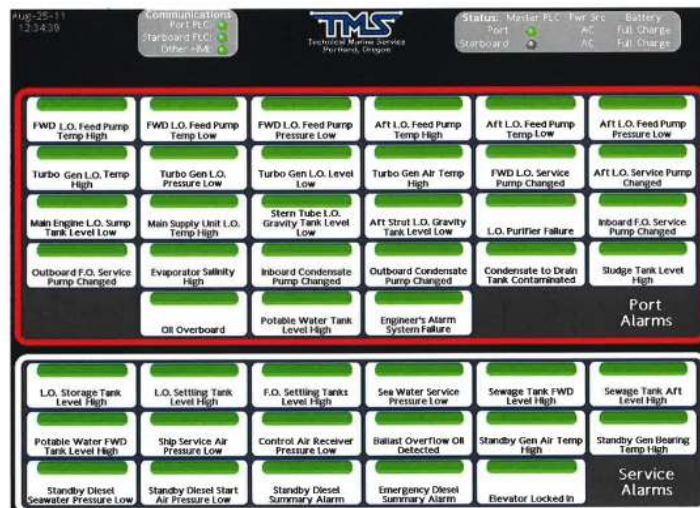 Aug-25-11
12:34:39
Communications
Port PLC:
Starboard PLC:
Other HMI:
TMS
Technical Marine Service
Portland, Oregon
Status: Master PLC Pwr Src Battery
Port AC Full Charge
Starboard AC Full Charge
FWD L.O. Feed Pump
Temp High
FWD L.O. Feed Pump
Temp Low
FWD L.O. Feed Pump
Pressure Low
Aft L.O. Feed Pump
Temp High
Aft L.O. Feed Pump
Temp Low
Aft L.O. Feed Pump
Pressure Low
Turbo Gen L.O. Temp
High
Turbo Gen L.O.
Pressure Low
Turbo Gen L.O. Level
Low
Turbo Gen Air Temp
High
FWD L.O. Service
Pump Changed
Aft L.O. Service Pump
Changed
Main Engine L.O. Sump
Tank Level Low
Main Supply Unit L.O.
Temp High
Stern Tube L.O.
Gravity Tank Level
Low
Aft Strut L.O. Gravity
Tank Level Low
L.O. Purifier Failure
Inboard F.O. Service
Pump Changed
Outboard F.O. Service
Pump Changed
Evaporator Salinity
High
Inboard Condensate
Pump Changed
Outboard Condensate
Pump Changed
Condensate to Drain
Tank Contaminated
Sludge Tank Level
High
Oil Overboard
Potable Water Tank
Level High
Engineer's Alarm
System Failure
Port
Alarms
L.O. Storage Tank
Level High
L.O. Settling Tank
Level High
F.O. Settling Tanks
Level High
Sea Water Service
Pressure Low
Sewage Tank FWD
Level High
Sewage Tank Aft
Level High
Potable Water FWD
Tank Level High
Ship Service Air
Pressure Low
Control Air Receiver
Pressure Low
Ballast Overflow Oil
Detected
Standby Gen Air Temp
High
Standby Gen Bearing
Temp High
Standby Diesel
Seawater Pressure Low
Standby Diesel Start
Air Pressure Low
Standby Diesel
Summary Alarm
Emergency Diesel
Summary Alarm
Elevator Locked In
Service
Alarms